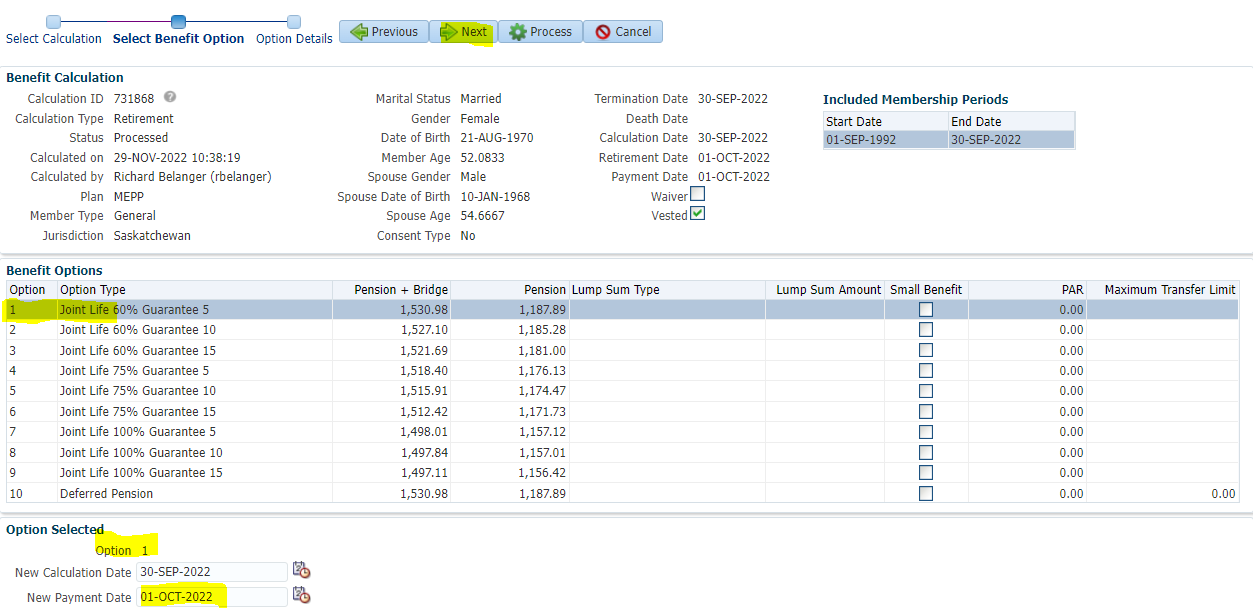 Select Calculation Select Benefit Option Option Details Previous Next Process Cancel
Benefit Calculation
Calculation ID 731868 Marital Status Married Termination Date 30-SEP-2022 Included Membership Periods
Calculation Type Retirement Gender Female Death Date Start Date End Date
Status Processed Date of Birth 21-AUG-1970 Calculation Date 30-SEP-2022 01-SEP-1992 30-SEP-2022
Calculated on 29-NOV-2022 10:38:19 Member Age 52.0833 Retirement Date 01-OCT-2022
Calculated by Richard Belanger (rbelanger) Spouse Gender Male Payment Date 01-OCT-2022
Plan MEPP Spouse Date of Birth 10-JAN-1968 Waiver
Member Type General Spouse Age 54.6667 Vested
Jurisdiction Saskatchewan Consent Type No
Benefit Options
Option Option Type Pension + Bridge Pension Lump Sum Type Lump Sum Amount Small Benefit PAR Maximum Transfer Limit
1 Joint Life 60% Guarantee 5 1,530.98 1,187.89 0.00
2 Joint Life 60% Guarantee 10 1,527.10 1,185.28 0.00
3 Joint Life 60% Guarantee 15 1,521.69 1,181.00 0.00
4 Joint Life 75% Guarantee 5 1,518.40 1,176.13 0.00
5 Joint Life 75% Guarantee 10 1,515.91 1,174.47 0.00
6 Joint Life 75% Guarantee 15 1,512.42 1,171.73 0.00
7 Joint Life 100% Guarantee 5 1,498.01 1,157.12 0.00
8 Joint Life 100% Guarantee 10 1,497.84 1,157.01 0.00
9 Joint Life 100% Guarantee 15 1,497.11 1,156.42 0.00
10 Deferred Pension 1,530.98 1,187.89 0.00 0.00
Option Selected
Option 1
New Calculation Date 30-SEP-2022
New Payment Date 01-OCT-2022